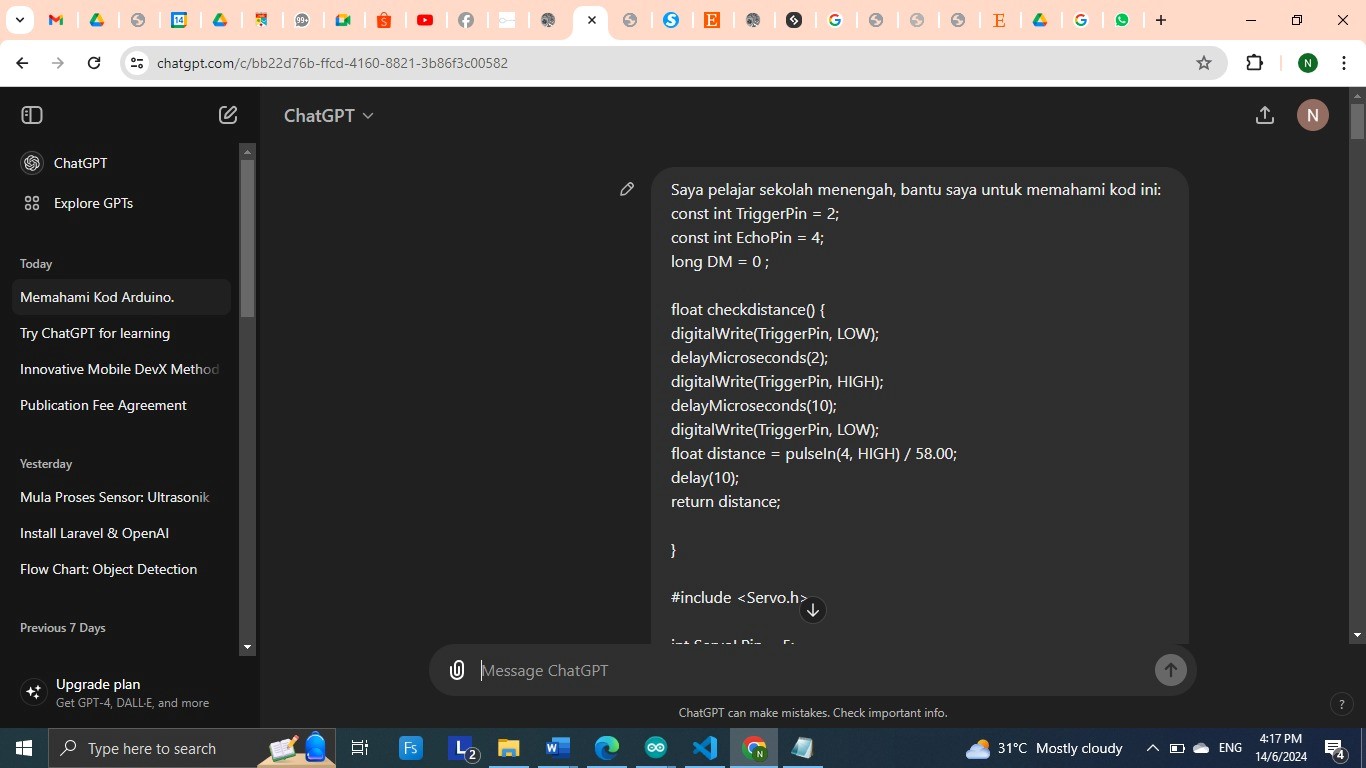 14
99+
chatgpt.com/c/bb22d76b-ffcd-4160-8821-3b86f3c00582
N
ChatGPT
N
ChatGPT
Explore GPTs
Today
Memahami Kod Arduino.
Try ChatGPT for learning
Innovative Mobile DevX Method
Publication Fee Agreement
Yesterday
Mula Proses Sensor: Ultrasonik
Install Laravel & OpenAI
Flow Chart: Object Detection
Previous 7 Days
Upgrade plan
Get GPT-4, DALL·E, and more
Saya pelajar sekolah menengah, bantu saya untuk memahami kod ini:
const int TriggerPin = 2;
const int EchoPin = 4;
long DM = 0 ;
float checkdistance() {
digitalWrite(TriggerPin, LOW);
delayMicroseconds(2);
digitalWrite(TriggerPin, HIGH);
delayMicroseconds(10);
digitalWrite(TriggerPin, LOW);
float distance = pulseIn(4, HIGH) / 58.00;
delay(10);
return distance;
}
#include <Servo.h>
Message ChatGPT
ChatGPT can make mistakes. Check important info.
?
Type here to search
Fs
L 2
31°C Mostly cloudy
ENG
4:17 PM
14/6/2024
4